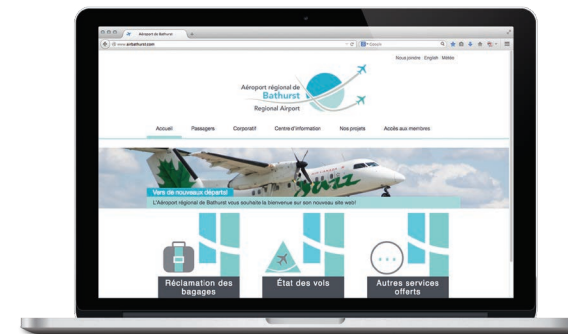 Aéroport de Bathurst
www.airbathurst.com
Nous joindre English Météo
Aéroport régional de
Bathurst
Regional Airport
Accueil Passagers Corporatif Centre d'information Nos projets Accès aux membres
Jazz
Vers de nouveaux départs!
L'Aéroport régional de Bathurst vous souhaite la bienvenue sur son nouveau site web!
Réclamation des
bagages
État des vols
Autres services
offerts